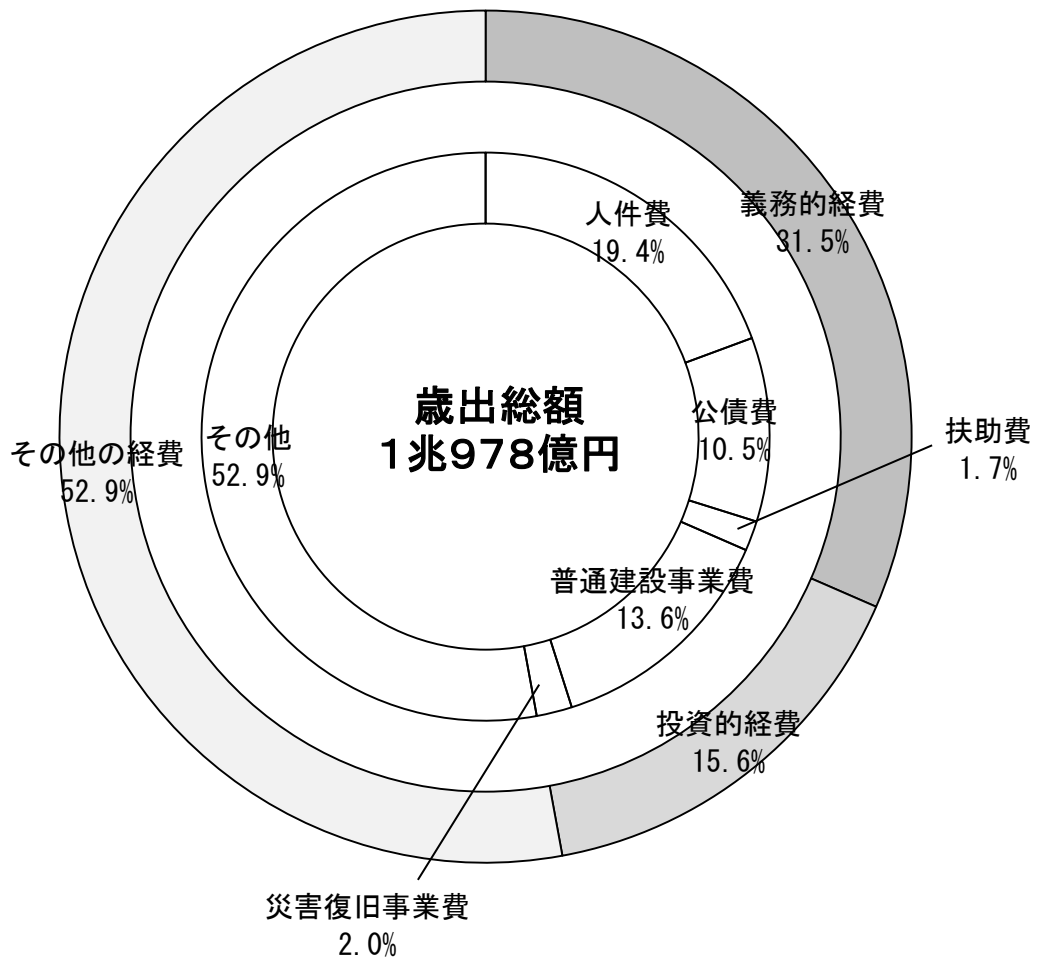 人件費
19.4%
義務的経費
31.5%
歳出総額
1兆978億円
公債費
10.5%
扶助費
1.7%
その他の経費
52.9%
その他
52.9%
普通建設事業費
13.6%
投資的経費
15.6%
災害復旧事業費
2.0%